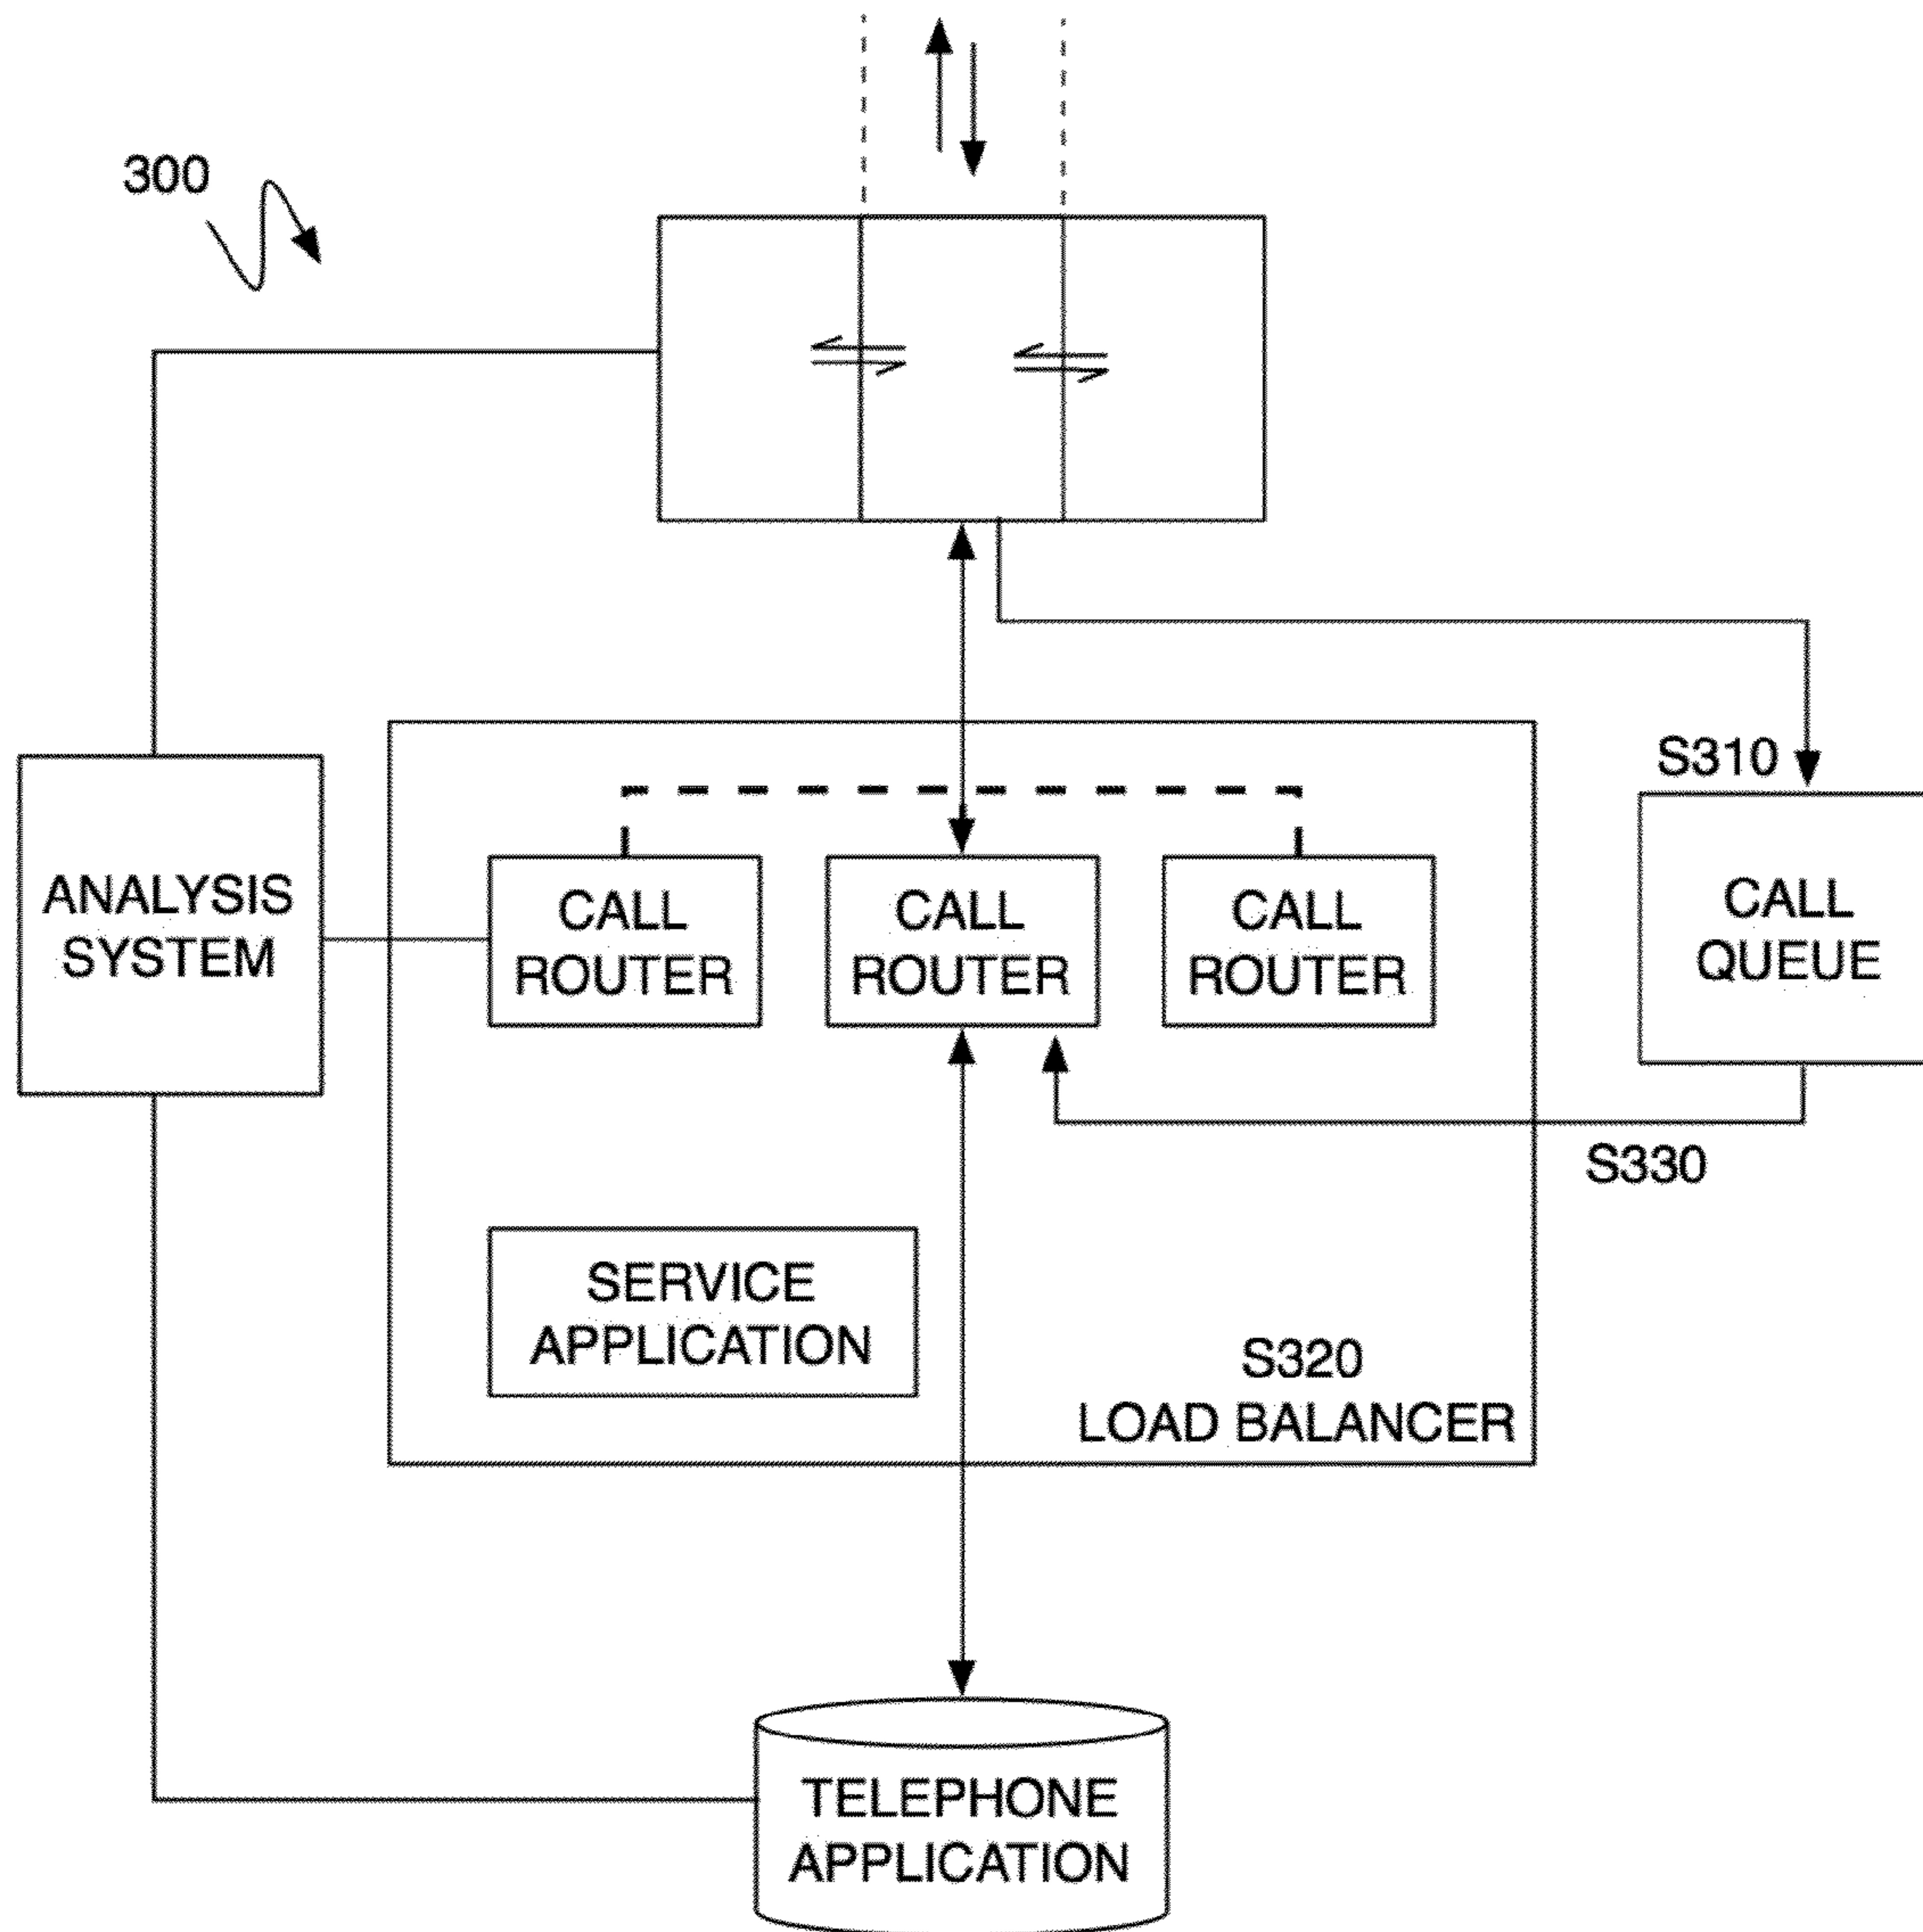 300
S310
ANALYSIS
SYSTEM
CALL
ROUTER
CALL
ROUTER
CALL
ROUTER
CALL
QUEUE
S330
SERVICE
APPLICATION
S320
LOAD BALANCER
TELEPHONE
APPLICATION